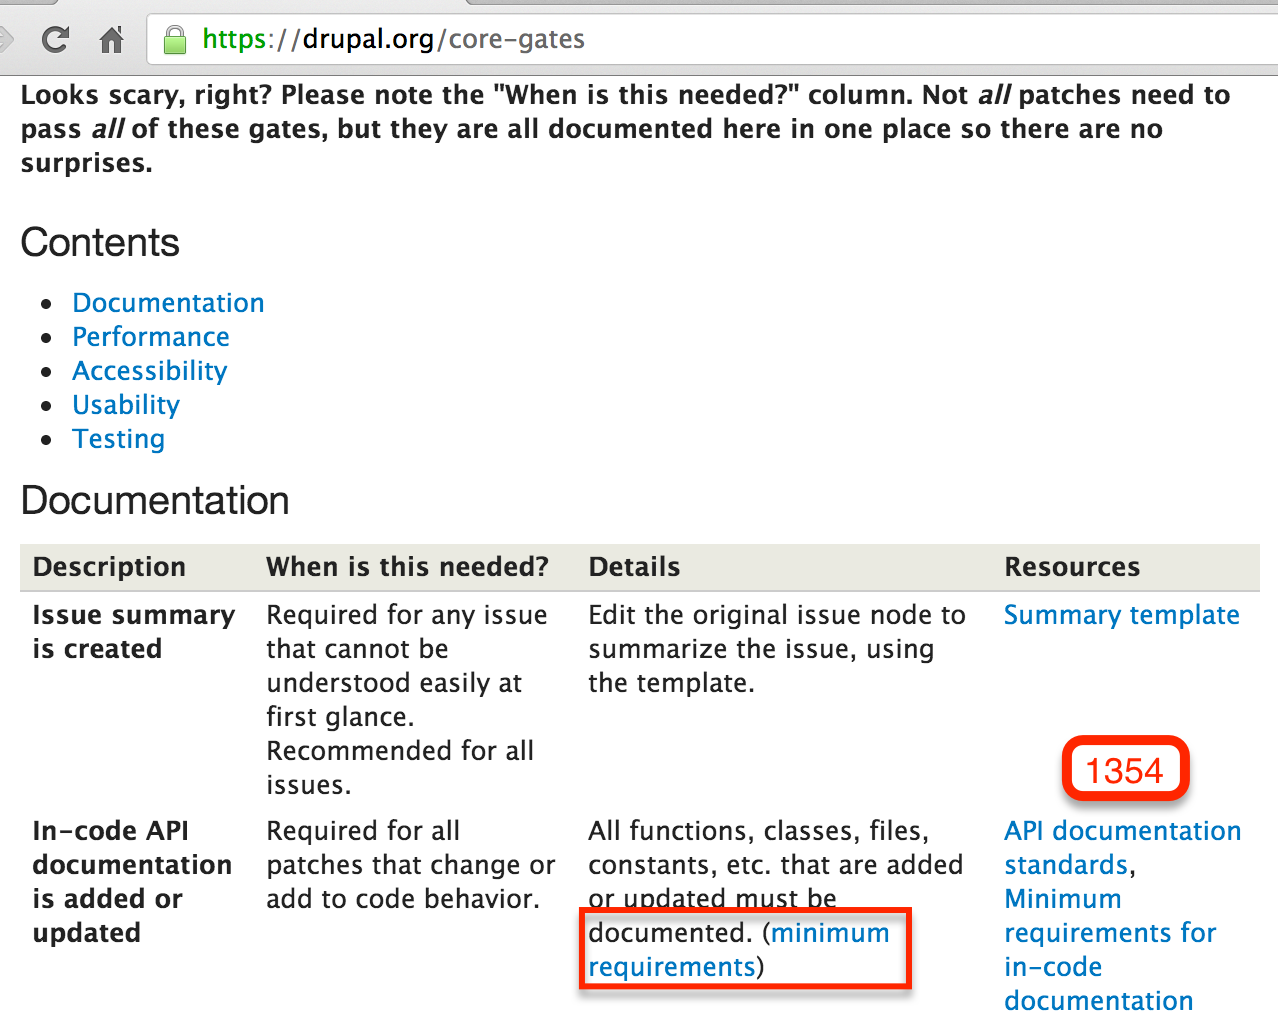 https://drupal.org/core-gates
Looks scary, right? Please note the "When is this needed?" column. Not all patches need to
pass all of these gates, but they are all documented here in one place so there are no
surprises.
Contents
Documentation
Performance
Accessibility
Usability
Testing
Documentation
Description When is this needed? Details Resources
Issue summary
is created
Required for any issue
that cannot be
understood easily at
first glance.
Recommended for all
issues.
Edit the original issue node to
summarize the issue, using
the template.
Summary template
1354
In-code API
documentation
is added or
updated
Required for all
patches that change or
add to code behavior.
All functions, classes, files,
constants, etc. that are added
or updated must be
documented. (minimum
requirements)
API documentation
standards,
Minimum
requirements for
in-code
documentation